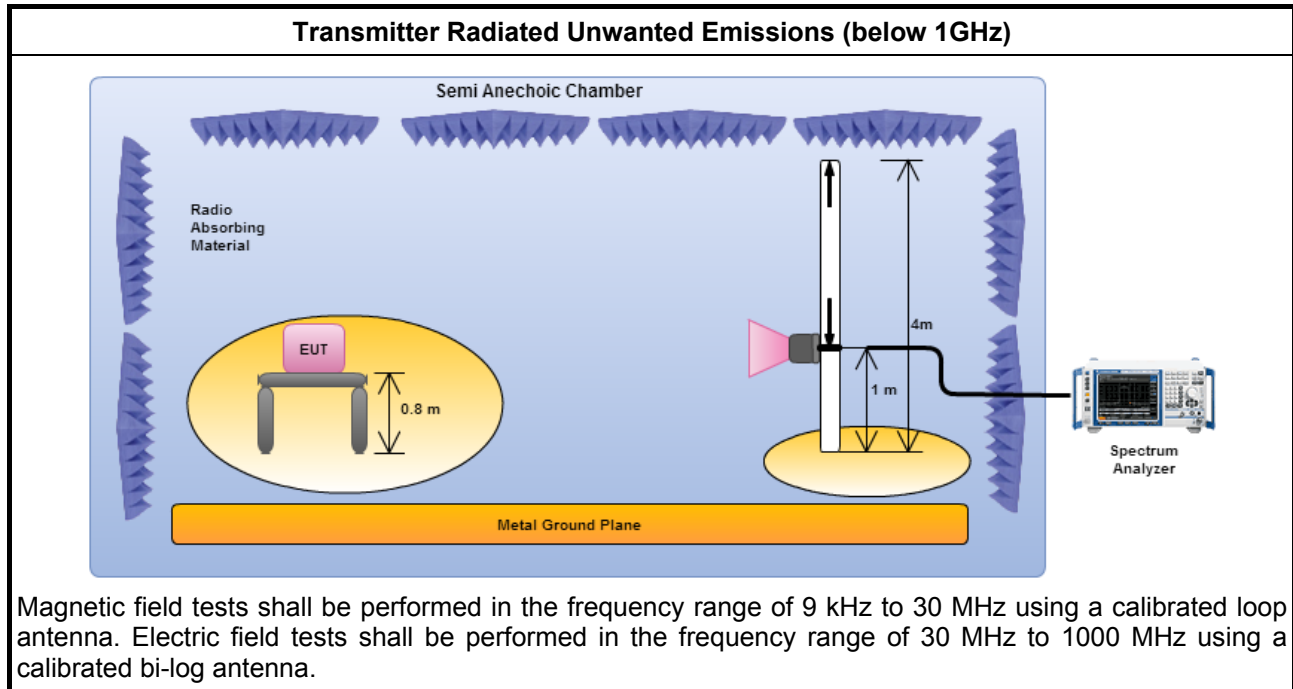 Transmitter Radiated Unwanted Emissions (below 1GHz)
Semi Anechoic Chamber
Radio
Absorbing
Material
EUT
0.8 m
4m
1 m
Spectrum
Analyzer
Metal Ground Plane
Magnetic field tests shall be performed in the frequency range of 9 kHz to 30 MHz using a calibrated loop
antenna. Electric field tests shall be performed in the frequency range of 30 MHz to 1000 MHz using a
calibrated bi-log antenna.